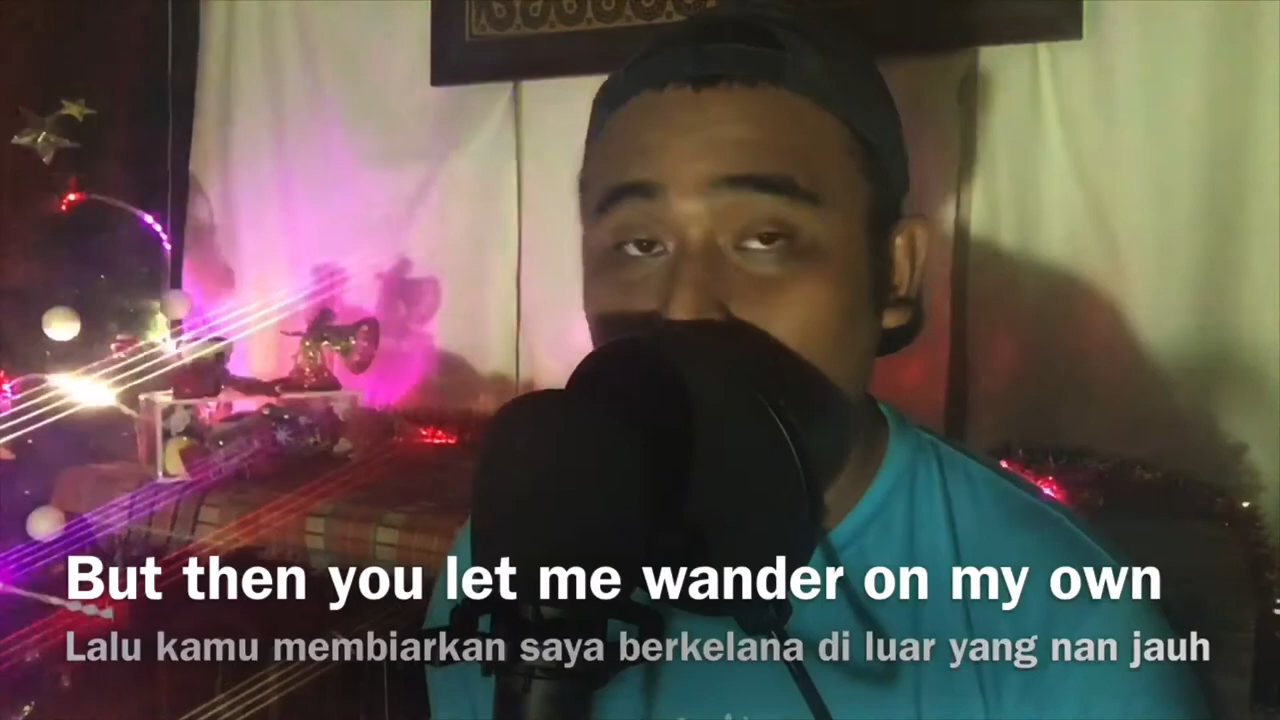 But then you let me wander on my own
Lalu kamu membiarkan saya berkelana di luar yang nan jauh